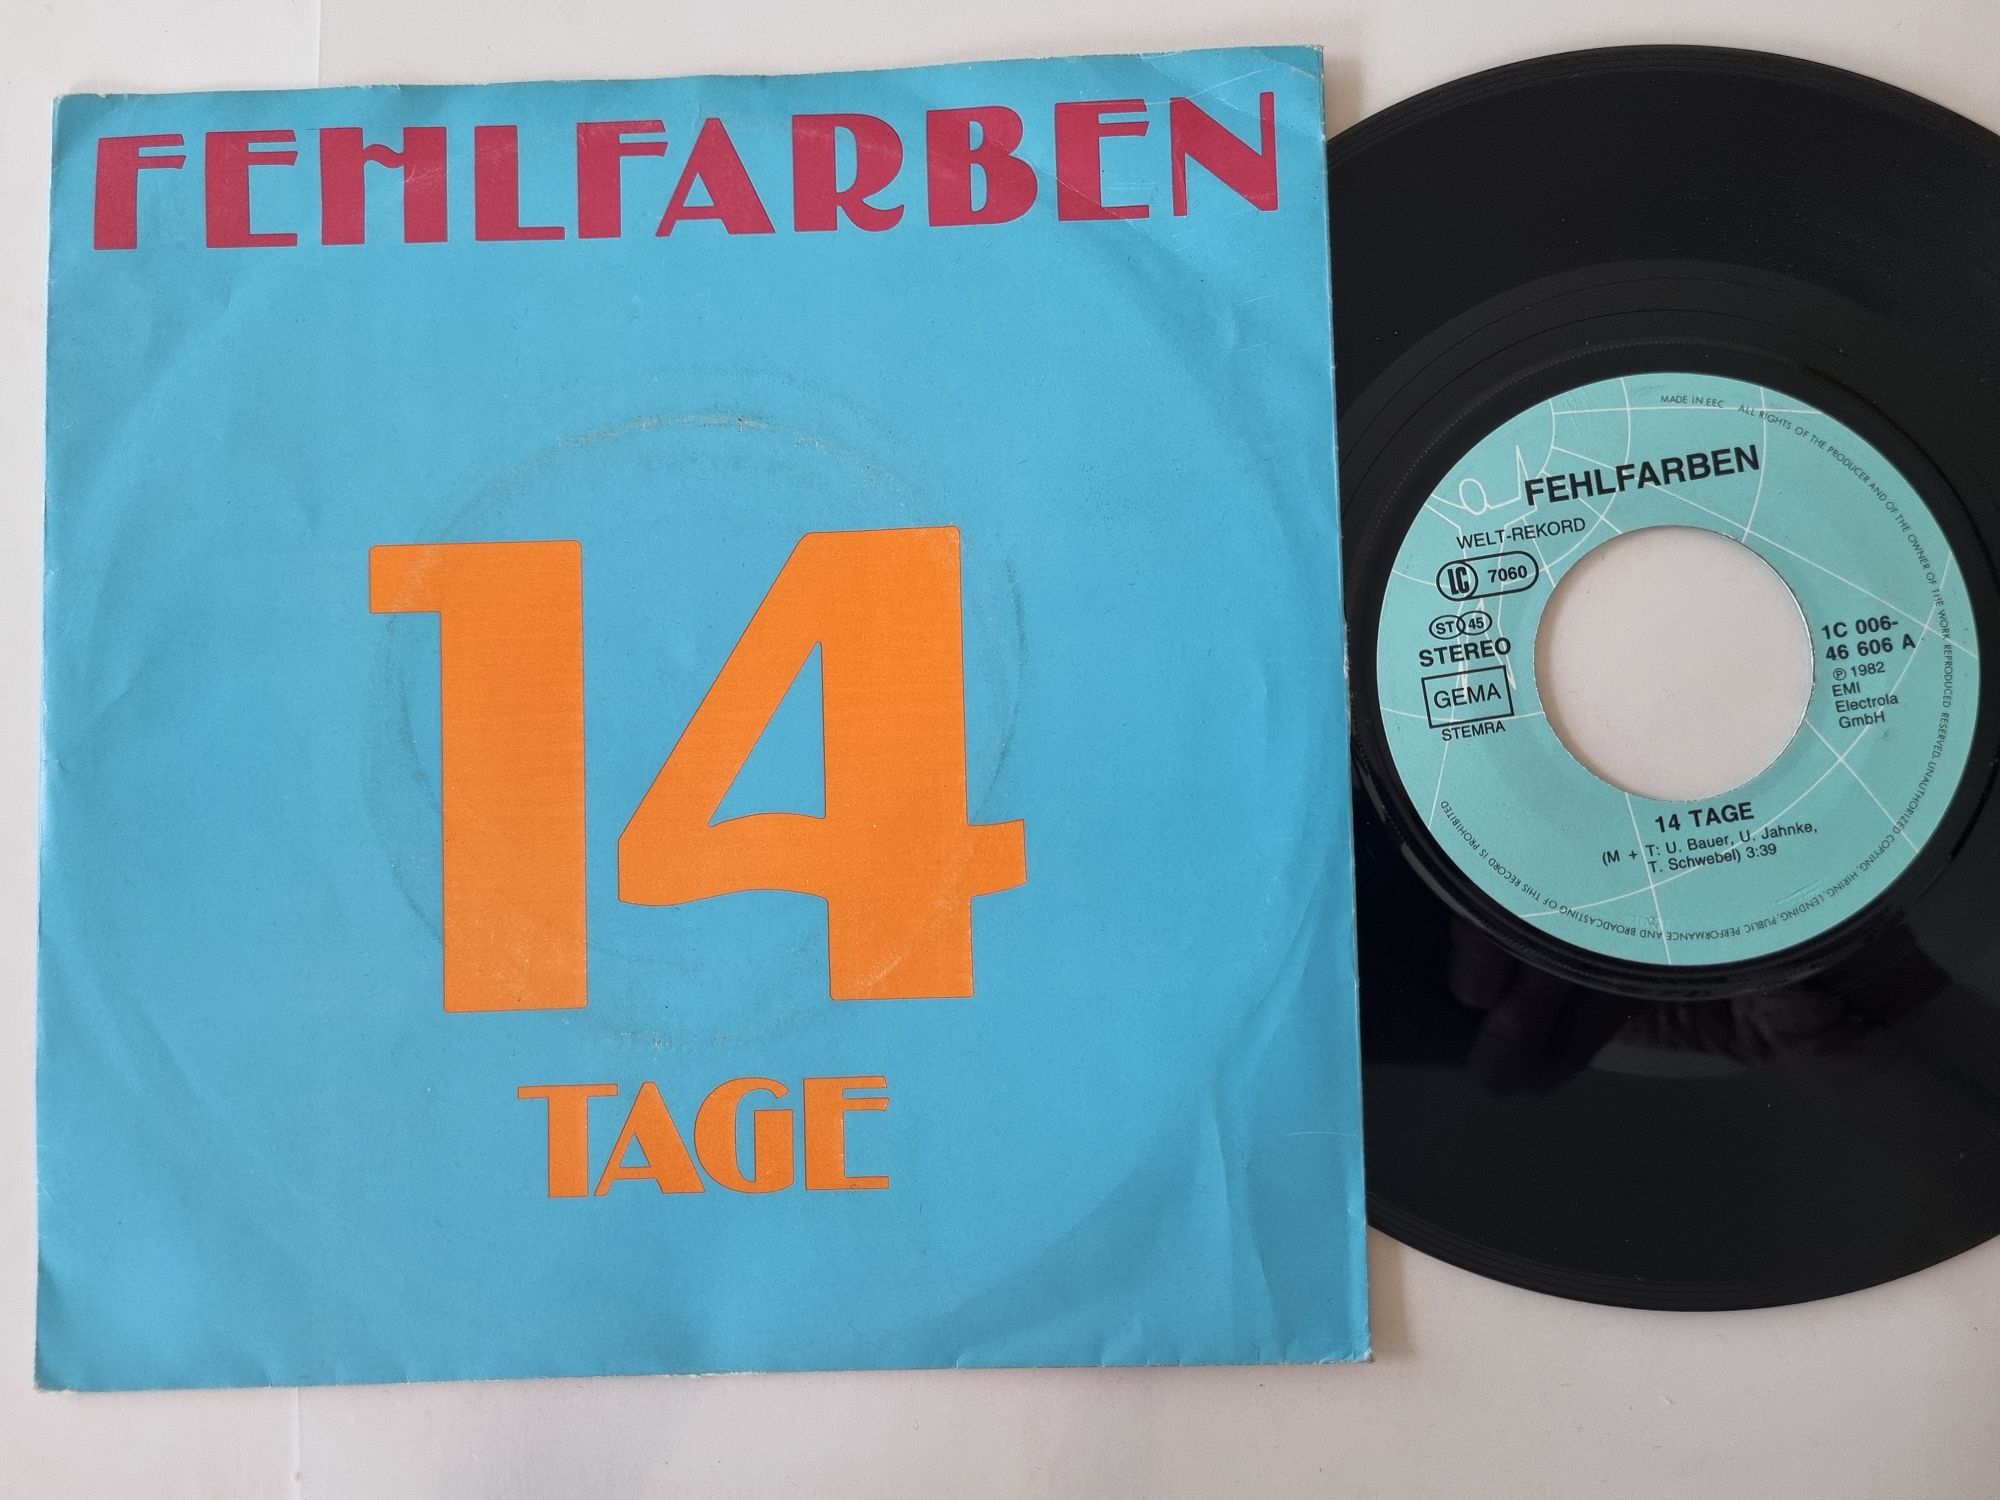 FEHLFARBEN
14
TAGE
MADE IN EEC ALL RIGHTS OF THE PRODUCER AND OF THE OWNER OF THE WORK REPRODUCED RESERVED. UNAUTHORIZED COPYING, HIRING, LENDING, PUBLIC PERFORMANCE AND BROADCASTING OF THIS RECORD IS PROHIBITED
FEHLFARBEN
WELT-REKORD
LC 7060
ST 45
STEREO
GEMA
STEMRA
1C 006-
46 606 A
℗ 1982
EMI
Electrola
GmbH
14 TAGE
(M + T: U. Bauer, U. Jahnke,
T. Schwebel) 3:39